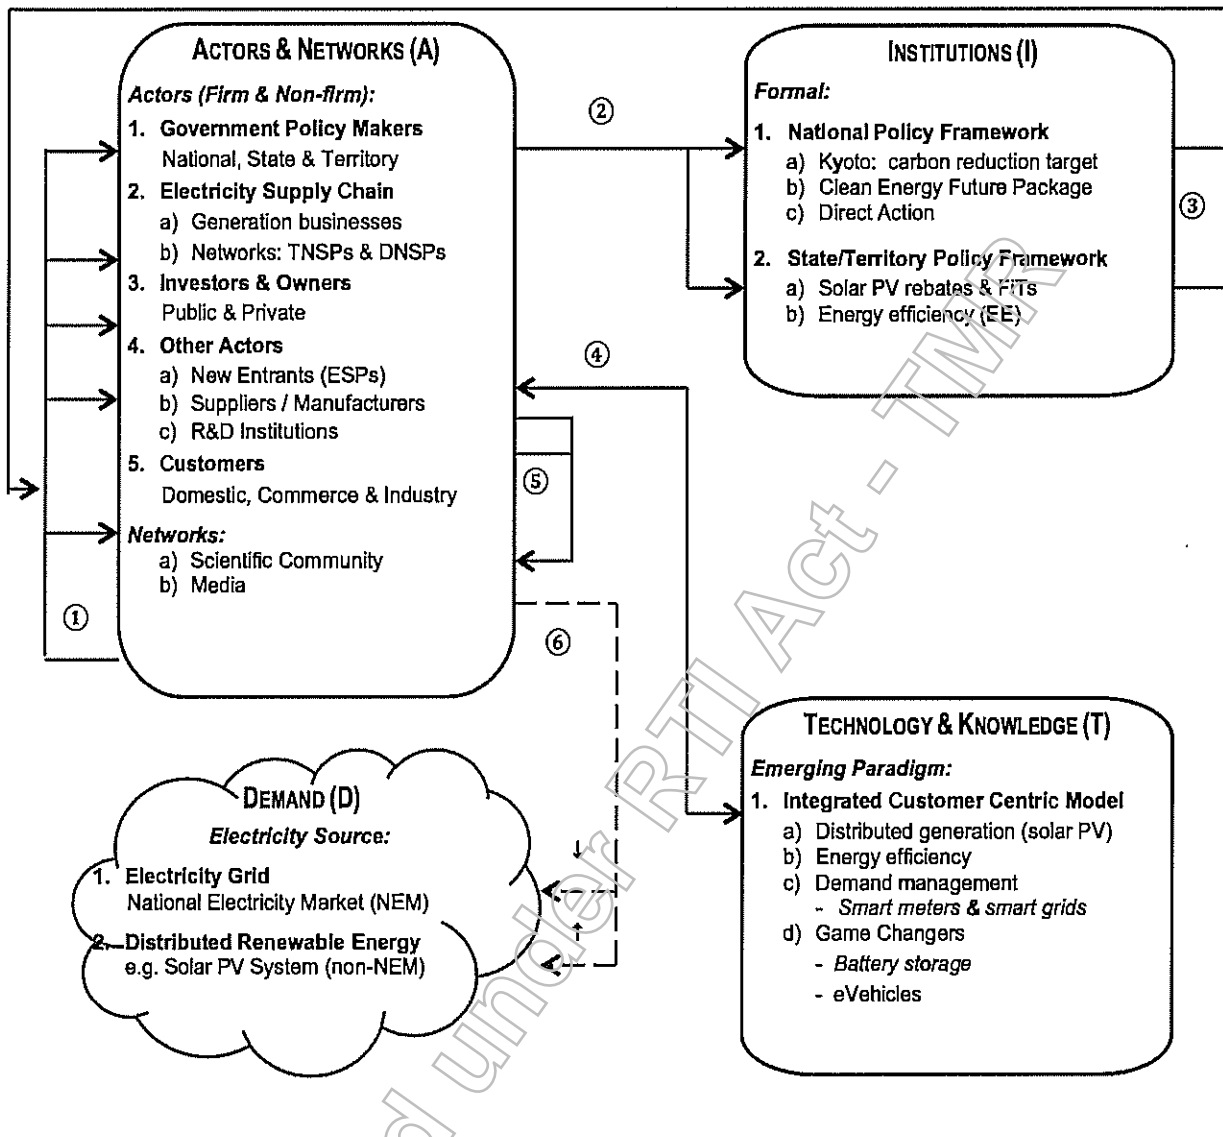 ACTORS & NETWORKS (A)
Actors (Firm & Non-firm):
1. Government Policy Makers
National, State & Territory
2. Electricity Supply Chain
a) Generation businesses
b) Networks: TNSPs & DNSPs
3. Investors & Owners
Public & Private
4. Other Actors
a) New Entrants (ESPs)
b) Suppliers / Manufacturers
c) R&D Institutions
5. Customers
Domestic, Commerce & Industry
Networks:
a) Scientific Community
b) Media
①
②
INSTITUTIONS (I)
Formal:
1. National Policy Framework
a) Kyoto: carbon reduction target
b) Clean Energy Future Package
c) Direct Action
2. State/Territory Policy Framework
a) Solar PV rebates & FiTs
b) Energy efficiency (EE)
③
④
⑤
⑥
DEMAND (D)
Electricity Source:
1. Electricity Grid
National Electricity Market (NEM)
2. Distributed Renewable Energy
e.g. Solar PV System (non-NEM)
TECHNOLOGY & KNOWLEDGE (T)
Emerging Paradigm:
1. Integrated Customer Centric Model
a) Distributed generation (solar PV)
b) Energy efficiency
c) Demand management
- Smart meters & smart grids
d) Game Changers
- Battery storage
- eVehicles
under RTI Act - TMR